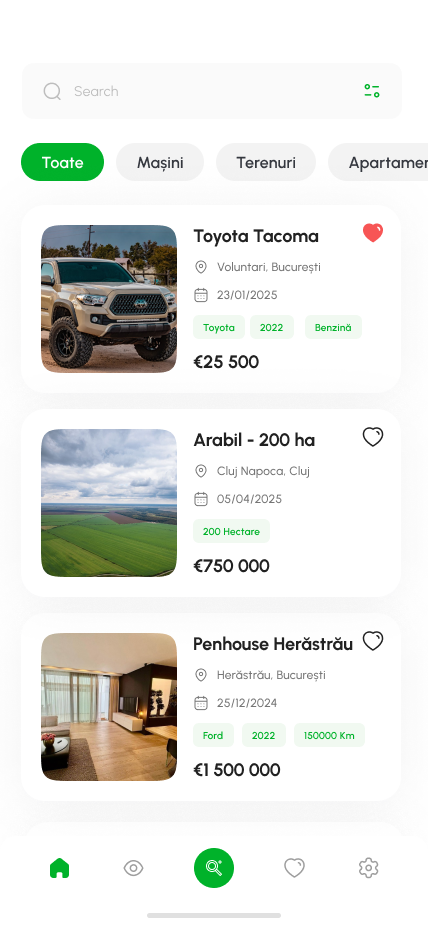 Search
Toate
Mașini
Terenuri
Apartamen
Toyota Tacoma
Voluntari, București
23/01/2025
Toyota
2022
Benzină
€25 500
Arabil - 200 ha
Cluj Napoca, Cluj
05/04/2025
200 Hectare
€750 000
Penhouse Herăstrău
Herăstrău, București
25/12/2024
Ford
2022
150000 Km
€1 500 000